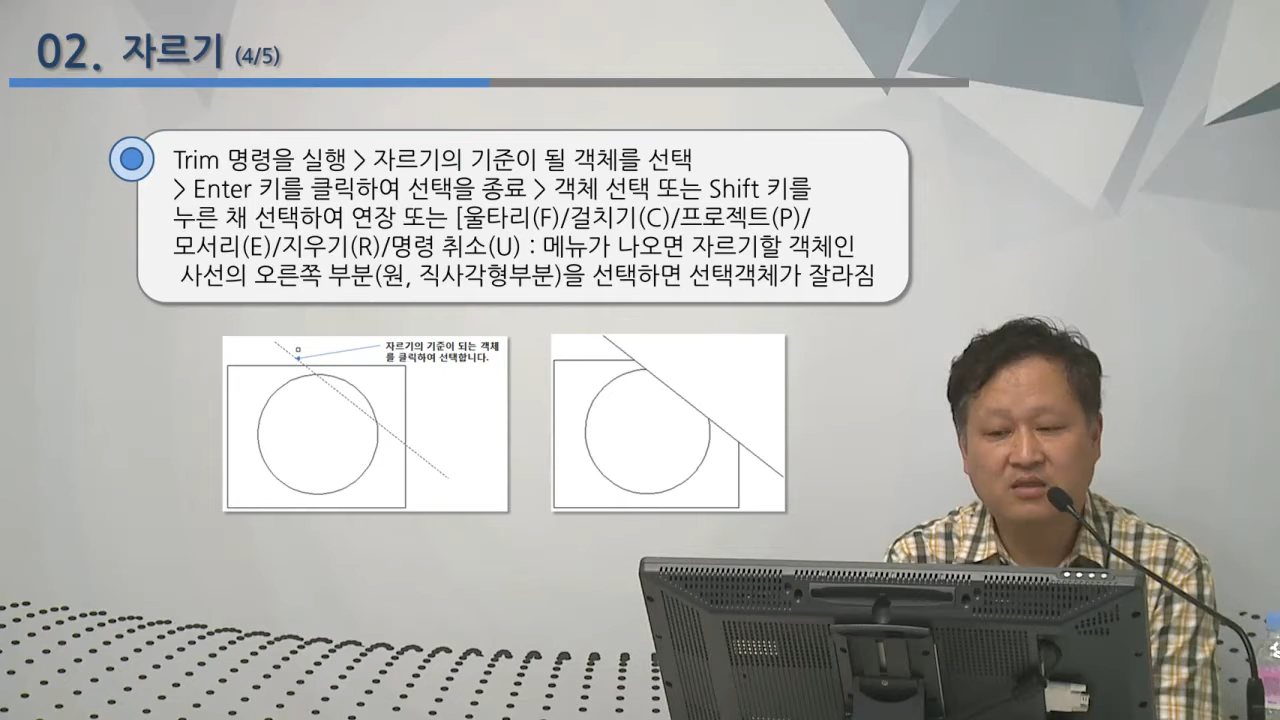 02. 자르기 (4/5)
Trim 명령을 실행 > 자르기의 기준이 될 객체를 선택
> Enter 키를 클릭하여 선택을 종료 > 객체 선택 또는 Shift 키를
누른 채 선택하여 연장 또는 [울타리(F)/걸치기(C)/프로젝트(P)/
모서리(E)/지우기(R)/명령 취소(U) : 메뉴가 나오면 자르기할 객체인
사선의 오른쪽 부분(원, 직사각형부분)을 선택하면 선택객체가 잘라짐
자르기의 기준이 되는 객체
를 클릭하여 선택합니다.